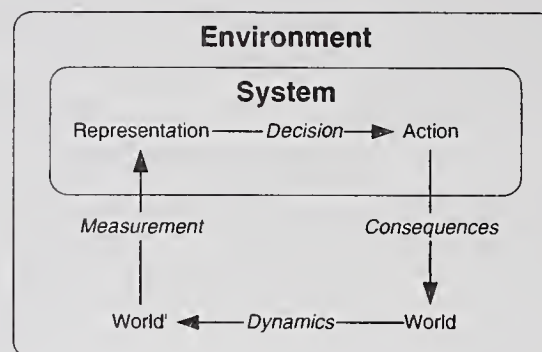 Environment
System
Representation Decision Action
Measurement Consequences
World' Dynamics World